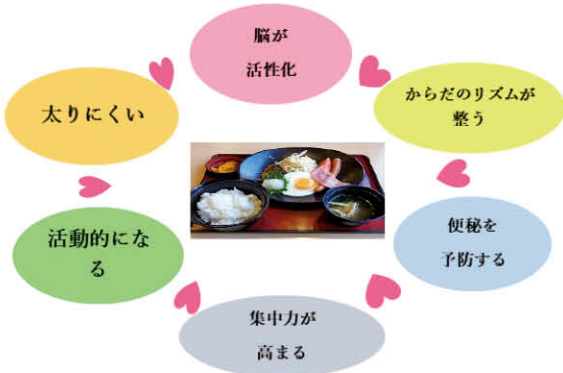 脳が
活性化
からだのリズムが
整う
便秘を
予防する
集中力が
高まる
活動的にな
る
太りにくい